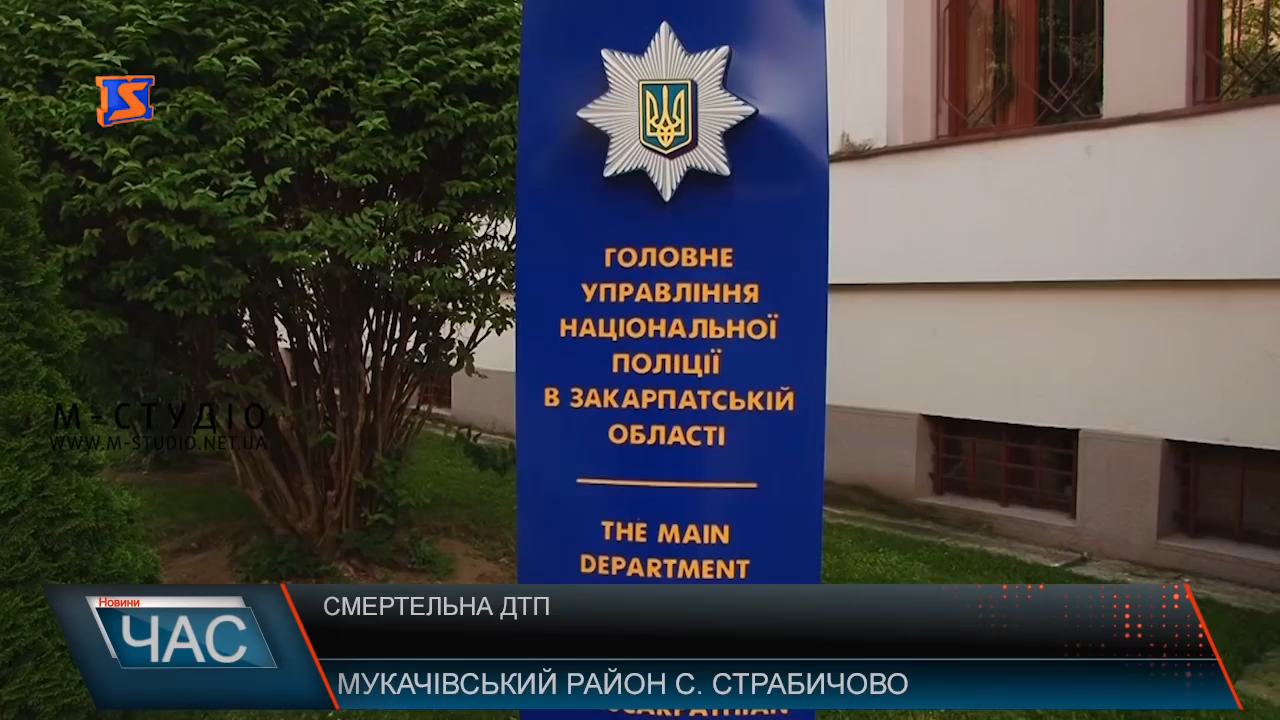 ГОЛОВНЕ
УПРАВЛІННЯ
НАЦІОНАЛЬНОЇ
ПОЛІЦІЇ
В ЗАКАРПАТСЬКІЙ
ОБЛАСТІ
THE MAIN
DEPARTMENT
М-СТУДІО
WWW.M-STUDIO.NET.UA
Новини
ЧАС
СМЕРТЕЛЬНА ДТП
МУКАЧІВСЬКИЙ РАЙОН С. СТРАБИЧОВО